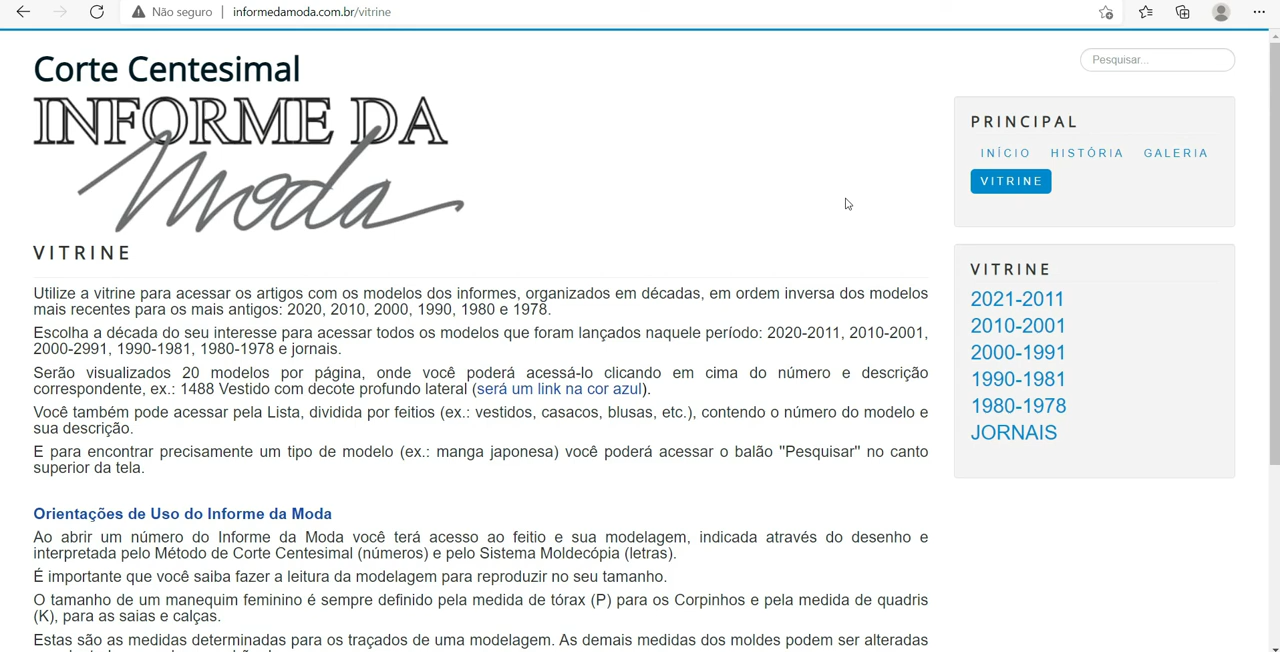 Não seguro | informedamoda.com.br/vitrine
Pesquisar...
Corte Centesimal
INFORME DA
Moda
VITRINE
Utilize a vitrine para acessar os artigos com os modelos dos informes, organizados em décadas, em ordem inversa dos modelos
mais recentes para os mais antigos: 2020, 2010, 2000, 1990, 1980 e 1978.
Escolha a década do seu interesse para acessar todos os modelos que foram lançados naquele período: 2020-2011, 2010-2001,
2000-2991, 1990-1981, 1980-1978 e jornais.
Serão visualizados 20 modelos por página, onde você poderá acessá-lo clicando em cima do número e descrição
correspondente, ex.: 1488 Vestido com decote profundo lateral (será um link na cor azul).
Você também pode acessar pela Lista, dividida por feitios (ex.: vestidos, casacos, blusas, etc.), contendo o número do modelo e
sua descrição.
E para encontrar precisamente um tipo de modelo (ex.: manga japonesa) você poderá acessar o balão "Pesquisar" no canto
superior da tela.
Orientações de Uso do Informe da Moda
Ao abrir um número do Informe da Moda você terá acesso ao feitio e sua modelagem, indicada através do desenho e
interpretada pelo Método de Corte Centesimal (números) e pelo Sistema Moldecópia (letras).
É importante que você saiba fazer a leitura da modelagem para reproduzir no seu tamanho.
O tamanho de um manequim feminino é sempre definido pela medida de tórax (P) para os Corpinhos e pela medida de quadris
(K), para as saias e calças.
Estas são as medidas determinadas para os traçados de uma modelagem. As demais medidas dos moldes podem ser alteradas
PRINCIPAL
INÍCIO HISTÓRIA GALERIA
VITRINE
VITRINE
2021-2011
2010-2001
2000-1991
1990-1981
1980-1978
JORNAIS